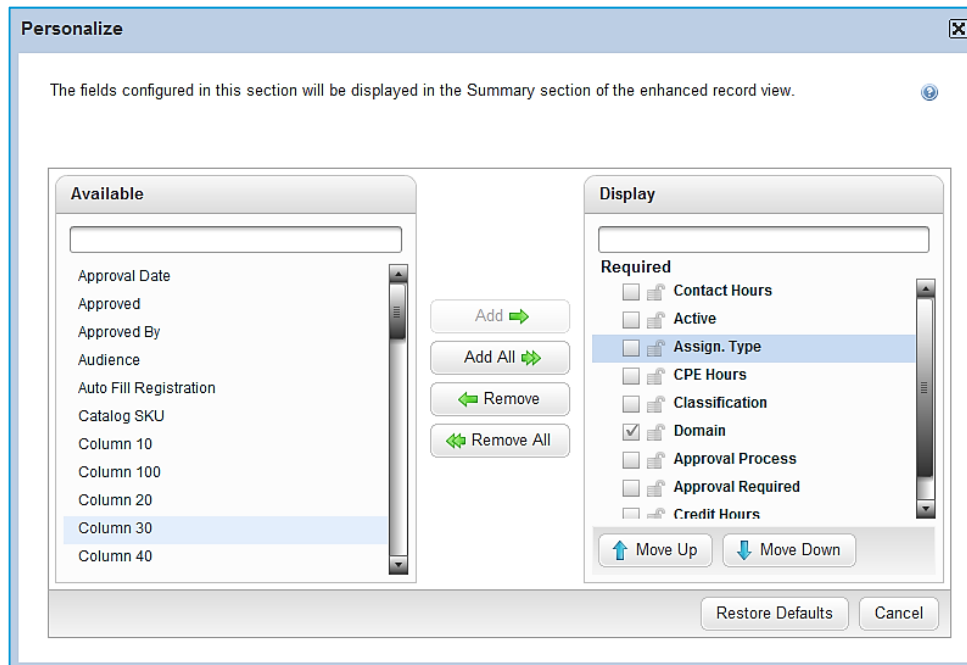 Personalize
The fields configured in this section will be displayed in the Summary section of the enhanced record view.
Available
Approval Date
Approved
Approved By
Audience
Auto Fill Registration
Catalog SKU
Column 10
Column 100
Column 20
Column 30
Column 40
Add
Add All
Remove
Remove All
Display
Required
Contact Hours
Active
Assign. Type
CPE Hours
Classification
Domain
Approval Process
Approval Required
Credit Hours
Move Up
Move Down
Restore Defaults
Cancel